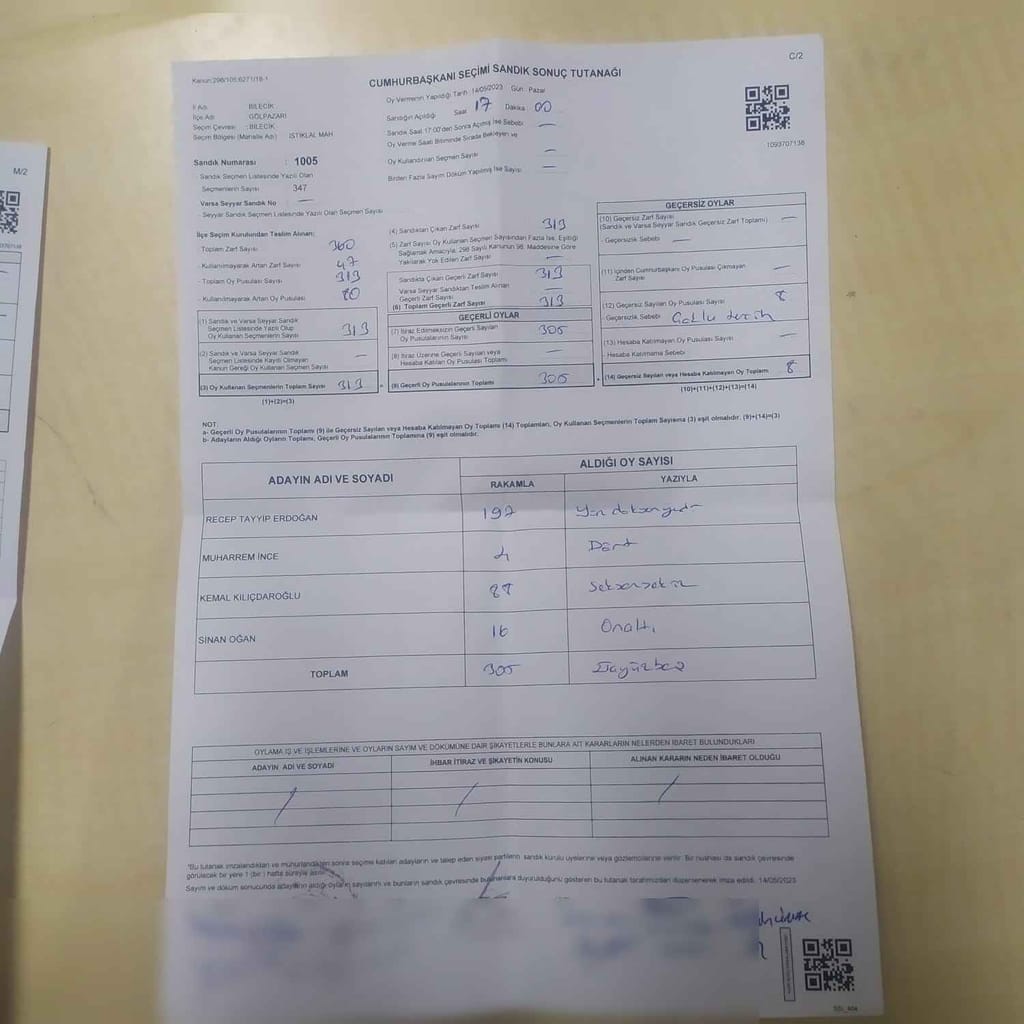 C/2
Kanun:298/105;6271/18-1
CUMHURBAŞKANI SEÇİMİ SANDIK SONUÇ TUTANAĞI
İl Adı : BİLECİK
İlçe Adı : GÖLPAZARI
Seçim Çevresi : BİLECİK
Seçim Bölgesi (Mahalle Adı) : İSTİKLAL MAH
Oy Vermenin Yapıldığı Tarih : 14/05/2023 Gün : Pazar
Sandığın Açıldığı Saat : 17 Dakika : 00
Sandık Saat 17:00'den Sonra Açılmış İse Sebebi —
Oy Verme Saati Bitiminde Sırada Bekleyen ve
Oy Kullandırılan Seçmen Sayısı —
Birden Fazla Sayım Döküm Yapılmış İse Sayısı —
1093707138
Sandık Numarası : 1005
- Sandık Seçmen Listesinde Yazılı Olan
Seçmenlerin Sayısı : 347
Varsa Seyyar Sandık No —
- Seyyar Sandık Listesinde Yazılı Olan Seçmen Sayısı
İlçe Seçim Kurulundan Teslim Alınan:
Toplam Zarf Sayısı 360
- Kullanılmayarak Artan Zarf Sayısı 47
- Toplam Oy Pusulası Sayısı 313
- Kullanılmayarak Artan Oy Pusulası 80
(1) Sandık ve Varsa Seyyar Sandık
Seçmen Listesinde Yazılı Olup
Oy Kullanan Seçmenlerin Sayısı 313
(2) Sandık ve Varsa Seyyar Sandık
Seçmen Listesinde Kayıtlı Olmayan
Kanun Gereği Oy Kullanan Seçmen Sayısı —
(3) Oy Kullanan Seçmenlerin Toplam Sayısı 313
(1)+(2)=(3)
(4) Sandıktan Çıkan Zarf Sayısı 313
(5) Zarf Sayısı Oy Kullanan Seçmen Sayısından Fazla İse, Eşitliği
Sağlamak Amacıyla; 298 Sayılı Kanunun 98. Maddesine Göre
Yakılarak Yok Edilen Zarf Sayısı —
Sandıkta Çıkan Geçerli Zarf Sayısı 313
Varsa Seyyar Sandıktan Teslim Alınan
Geçerli Zarf Sayısı —
(6) Toplam Geçerli Zarf Sayısı 313
GEÇERLİ OYLAR
(7) İtiraz Edilmeksizin Geçerli Sayılan
Oy Pusulasının Sayısı 305
(8) İtiraz Üzerine Geçerli Sayılan veya
Hesaba Katılan Oy Pusulası Toplamı —
(9) Geçerli Oy Pusulalarının Toplamı 305
GEÇERSİZ OYLAR
(10) Geçersiz Zarf Sayısı
(Sandık ve Varsa Seyyar Sandık Geçersiz Zarf Toplamı) —
- Geçersizlik Sebebi —
(11) İçinden Cumhurbaşkanı Oy Pusulası Çıkmayan
Zarf Sayısı —
(12) Geçersiz Sayılan Oy Pusulası Sayısı 8
- Geçersizlik Sebebi Çoklu tercih
(13) Hesaba Katılmayan Oy Pusulası Sayısı —
- Hesaba Katılmama Sebebi
(14) Geçersiz Sayılan veya Hesaba Katılmayan Oy Toplamı 8
(10)+(11)+(12)+(13)=(14)
NOT:
a- Geçerli Oy Pusulalarının Toplamı (9) ile Geçersiz Sayılan veya Hesaba Katılmayan Oy Toplamı (14) Toplamları, Oy Kullanan Seçmenlerin Toplam Sayısına (3) eşit olmalıdır. (9)+(14)=(3)
b- Adayların Aldığı Oyların Toplamı, Geçerli Oy Pusulalarının Toplamına (9) eşit olmalıdır.
ADAYIN ADI VE SOYADI
ALDIĞI OY SAYISI
RAKAMLA YAZIYLA
RECEP TAYYİP ERDOĞAN 197 Yüz doksan yedi
MUHARREM İNCE 4 Dört
KEMAL KILIÇDAROĞLU 88 Seksensekiz
SİNAN OĞAN 16 Onaltı
TOPLAM 305 Üçyüzbeş
OYLAMA İŞ VE İŞLEMLERİNE VE OYLARIN SAYIM VE DÖKÜMÜNE DAİR ŞİKAYETLERLE BUNLARA AİT KARARLARIN NELERDEN İBARET BULUNDUKLARI
ADAYIN ADI VE SOYADI İHBAR İTİRAZ VE ŞİKAYETİN KONUSU ALINAN KARARIN NEDEN İBARET OLDUĞU
/ / /
"Bu tutanak imzalandıktan ve mühürlendikten sonra seçime katılan adayların ve talep eden siyasi partilerin sandık kurulu üyelerine veya gözlemcilerine verilir. Bir nüshası da sandık çevresinde
görülecek bir yere 1 (bir) hafta süreyle asılır.
Sayım ve döküm sonucunda adayların aldığı oyların sayılarını ve bunların sandık çevresinde bulunanlara duyurulduğunu gösteren bu tutanak tarafımızdan düzenlenerek imza edildi. 14/05/2023
M/2